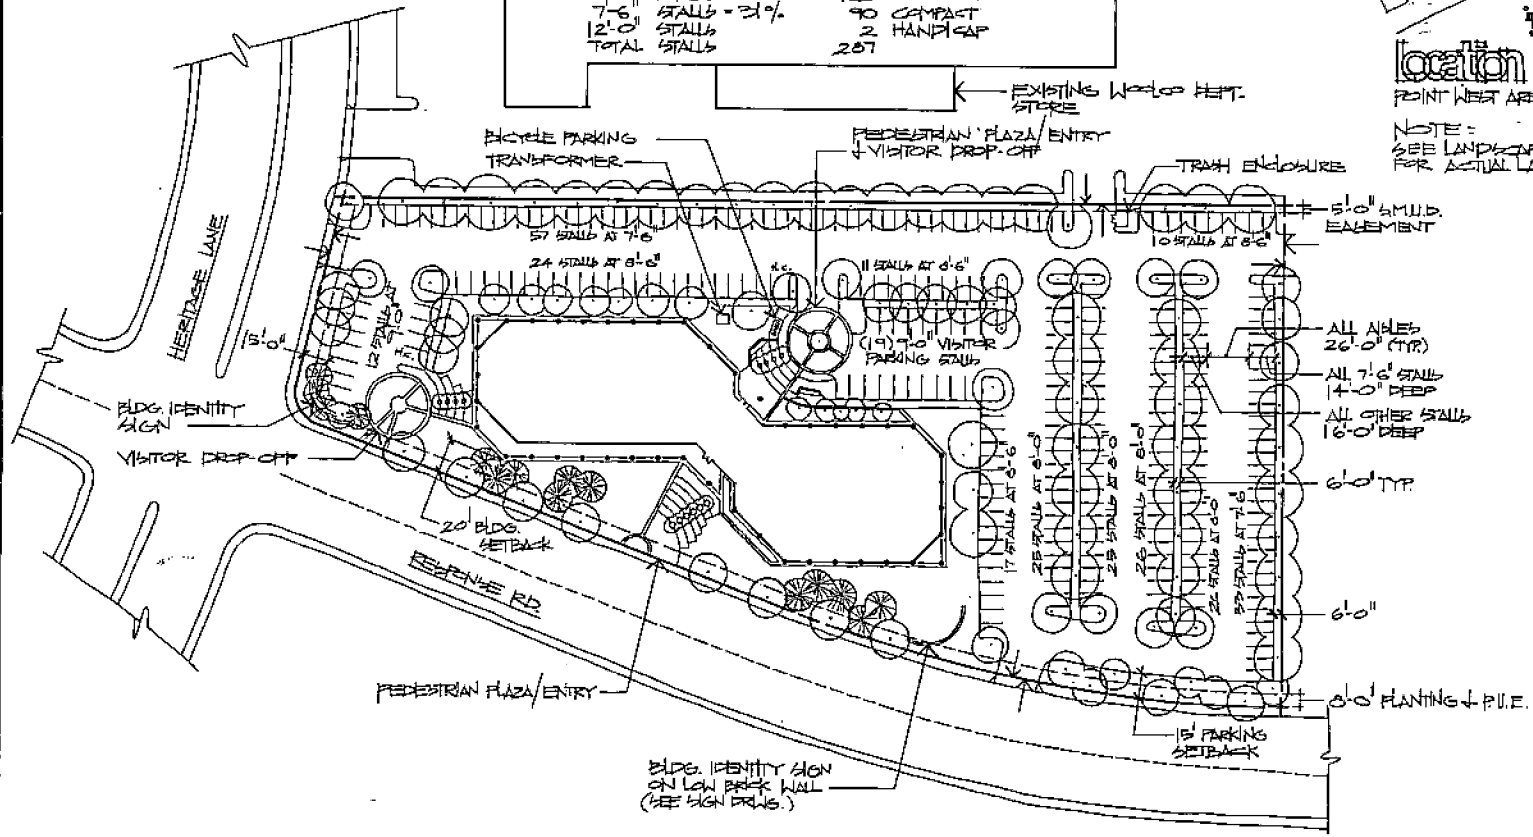 7'-6" STALLS = 31% 90 COMPACT
12'-0" STALLS 2 HANDICAP
TOTAL STALLS 287
location
POINT WEST
NOTE:
SEE
FOR ACTUAL
EXISTING WOOLCO DEPT.
STORE
BICYCLE PARKING
TRANSFORMER
PEDESTRIAN PLAZA/ENTRY
+ VISITOR DROP-OFF
TRASH ENCLOSURE
5'-0" S.M.U.D.
EASEMENT
57 STALLS AT 7'-6"
10 STALLS AT 8'-6"
24 STALLS AT 8'-6"
H.C.
11 STALLS AT 8'-6"
12 STALLS AT
9'-0"
(19) 9'-0" VISITOR
PARKING STALLS
HERITAGE LANE
15'-0"
ALL AISLES
26'-0" (TYP.)
ALL 7'-6" STALLS
14'-0" DEEP
ALL OTHER STALLS
16'-0" DEEP
BLDG. IDENTITY
SIGN
VISITOR DROP-OFF
6'-0" TYP.
17 STALLS AT 8'-6"
STALLS AT 8'-0"
STALLS AT 8'-0"
26 STALLS AT 8'-0"
STALLS AT 8'-0"
33 STALLS AT 7'-6"
20' BLDG.
SETBACK
RESPONSE RD.
6'-0"
PEDESTRIAN PLAZA/ENTRY
8'-0" PLANTING & P.U.E.
15' PARKING
SETBACK
BLDG. IDENTITY SIGN
ON LOW BRICK WALL
(SEE SIGN DRWG.)